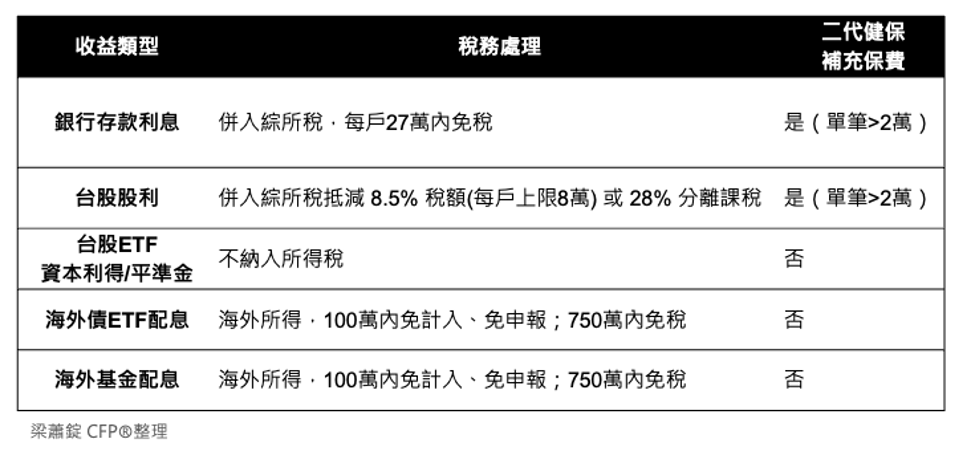 收益類型 稅務處理 二代健保
補充保費
銀行存款利息 併入綜所稅，每戶27萬內免稅 是（單筆>2萬）
台股股利 併入綜所稅抵減 8.5% 稅額(每戶上限8萬) 或 28% 分離課稅 是（單筆>2萬）
台股ETF
資本利得/平準金 不納入所得稅 否
海外債ETF配息 海外所得，100萬內免計入、免申報；750萬內免稅 否
海外基金配息 海外所得，100萬內免計入、免申報；750萬內免稅 否
梁蕭錠 CFP®整理